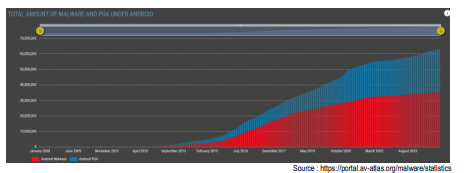 TOTAL AMOUNT OF MALWARE AND PUA UNDER ANDROID
70,000,000
60,000,000
50,000,000
40,000,000
30,000,000
20,000,000
10,000,000
January 2008 June 2009 November 2010 April 2012 September 2013 February 2015 July 2016 December 2017 May 2019 October 2020 March 2022 August 2023
Android Malware Android PUA
Source : https://portal.av-atlas.org/malware/statistics